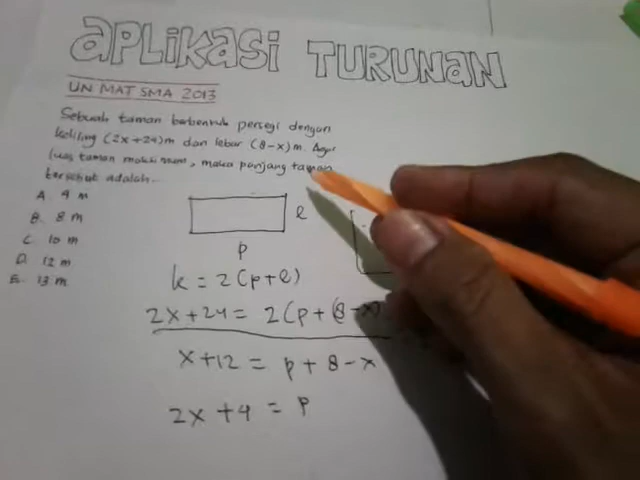 APLIKASI TURUNAN
UN MAT SMA 2013
Sebuah taman berbentuk persegi dengan
keliling (2x+24)m dan lebar (8-x)m. Agar
luas taman maksimum, maka panjang taman
tersebut adalah...
A. 4 m
B. 8 m
C. 10 m
D. 12 m
E. 13 m
l
p
k = 2(p+l)
2x+24 = 2(p+(8-x)
x+12 = p+8-x
2x+4 = p